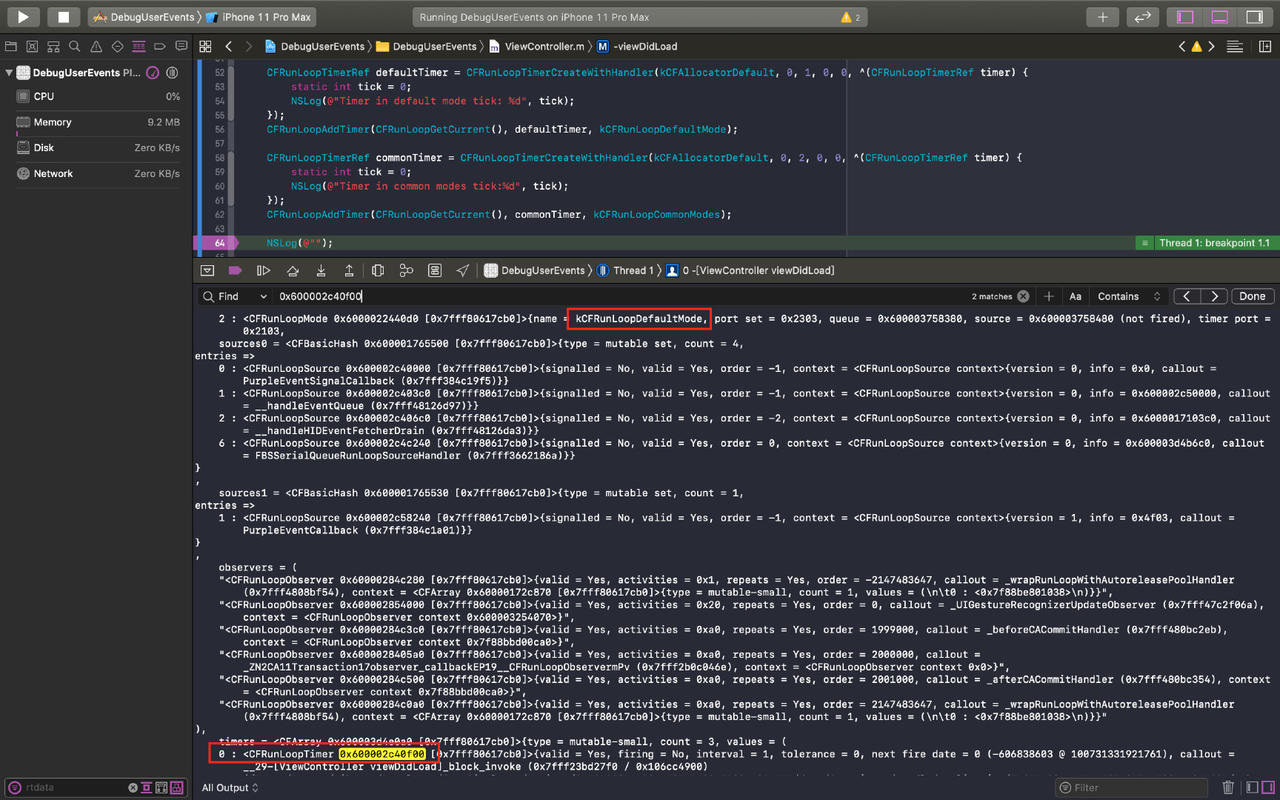 DebugUserEvents 〉 iPhone 11 Pro Max
Running DebugUserEvents on iPhone 11 Pro Max
2
DebugUserEvents 〉 DebugUserEvents 〉 ViewController.m 〉 M -viewDidLoad
DebugUserEvents PI...
CPU 0%
Memory 9.2 MB
Disk Zero KB/s
Network Zero KB/s
52 CFRunLoopTimerRef defaultTimer = CFRunLoopTimerCreateWithHandler(kCFAllocatorDefault, 0, 1, 0, 0, ^(CFRunLoopTimerRef timer) {
53 static int tick = 0;
54 NSLog(@"Timer in default mode tick: %d", tick);
55 });
56 CFRunLoopAddTimer(CFRunLoopGetCurrent(), defaultTimer, kCFRunLoopDefaultMode);
57
58 CFRunLoopTimerRef commonTimer = CFRunLoopTimerCreateWithHandler(kCFAllocatorDefault, 0, 2, 0, 0, ^(CFRunLoopTimerRef timer) {
59 static int tick = 0;
60 NSLog(@"Timer in common modes tick:%d", tick);
61 });
62 CFRunLoopAddTimer(CFRunLoopGetCurrent(), commonTimer, kCFRunLoopCommonModes);
63
64 NSLog(@""); Thread 1: breakpoint 1.1
DebugUserEvents 〉 Thread 1 〉 0 -[ViewController viewDidLoad]
Find 0x600002c40f00 2 matches + Aa Contains Done
2 : <CFRunLoopMode 0x6000022440d0 [0x7fff80617cb0]>{name = kCFRunLoopDefaultMode, port set = 0x2303, queue = 0x600003758380, source = 0x600003758480 (not fired), timer port =
0x2103,
sources0 = <CFBasicHash 0x600001765500 [0x7fff80617cb0]>{type = mutable set, count = 4,
entries =>
0 : <CFRunLoopSource 0x600002c40000 [0x7fff80617cb0]>{signalled = No, valid = Yes, order = -1, context = <CFRunLoopSource context>{version = 0, info = 0x0, callout =
PurpleEventSignalCallback (0x7fff384c19f5)}}
1 : <CFRunLoopSource 0x600002c403c0 [0x7fff80617cb0]>{signalled = No, valid = Yes, order = -1, context = <CFRunLoopSource context>{version = 0, info = 0x600002c50000, callout
= __handleEventQueue (0x7fff48126d97)}}
2 : <CFRunLoopSource 0x600002c406c0 [0x7fff80617cb0]>{signalled = No, valid = Yes, order = -2, context = <CFRunLoopSource context>{version = 0, info = 0x6000017103c0, callout
= __handleHIDEventFetcherDrain (0x7fff48126da3)}}
6 : <CFRunLoopSource 0x600002c4c240 [0x7fff80617cb0]>{signalled = No, valid = Yes, order = 0, context = <CFRunLoopSource context>{version = 0, info = 0x600003d4b6c0, callout
= FBSSerialQueueRunLoopSourceHandler (0x7fff3662186a)}}
}
,
sources1 = <CFBasicHash 0x600001765530 [0x7fff80617cb0]>{type = mutable set, count = 1,
entries =>
1 : <CFRunLoopSource 0x600002c58240 [0x7fff80617cb0]>{signalled = No, valid = Yes, order = -1, context = <CFRunLoopSource context>{version = 1, info = 0x4f03, callout =
PurpleEventCallback (0x7fff384c1a01)}}
}
,
observers = (
"<CFRunLoopObserver 0x60000284c280 [0x7fff80617cb0]>{valid = Yes, activities = 0x1, repeats = Yes, order = -2147483647, callout = _wrapRunLoopWithAutoreleasePoolHandler
(0x7fff4808bf54), context = <CFArray 0x60000172c870 [0x7fff80617cb0]>{type = mutable-small, count = 1, values = (\n\t0 : <0x7f88be801038>\n)}}",
"<CFRunLoopObserver 0x600002854000 [0x7fff80617cb0]>{valid = Yes, activities = 0x20, repeats = Yes, order = 0, callout = _UIGestureRecognizerUpdateObserver (0x7fff47c2f06a),
context = <CFRunLoopObserver context 0x600003254070>}",
"<CFRunLoopObserver 0x60000284c3c0 [0x7fff80617cb0]>{valid = Yes, activities = 0xa0, repeats = Yes, order = 1999000, callout = _beforeCACommitHandler (0x7fff480bc2eb),
context = <CFRunLoopObserver context 0x7f88bbd00ca0>}",
"<CFRunLoopObserver 0x6000028405a0 [0x7fff80617cb0]>{valid = Yes, activities = 0xa0, repeats = Yes, order = 2000000, callout =
_ZN2CA11Transaction17observer_callbackEP19__CFRunLoopObservermPv (0x7fff2b0c046e), context = <CFRunLoopObserver context 0x0>}",
"<CFRunLoopObserver 0x60000284c500 [0x7fff80617cb0]>{valid = Yes, activities = 0xa0, repeats = Yes, order = 2001000, callout = _afterCACommitHandler (0x7fff480bc354), context
= <CFRunLoopObserver context 0x7f88bbd00ca0>}",
"<CFRunLoopObserver 0x60000284c0a0 [0x7fff80617cb0]>{valid = Yes, activities = 0xa0, repeats = Yes, order = 2147483647, callout = _wrapRunLoopWithAutoreleasePoolHandler
(0x7fff4808bf54), context = <CFArray 0x60000172c870 [0x7fff80617cb0]>{type = mutable-small, count = 1, values = (\n\t0 : <0x7f88be801038>\n)}}"
),
timers = <CFArray 0x600003d4e0a0 [0x7fff80617cb0]>{type = mutable-small, count = 3, values = (
0 : <CFRunLoopTimer 0x600002c40f00 [0x7fff80617cb0]>{valid = Yes, firing = No, interval = 1, tolerance = 0, next fire date = 0 (-606838603 @ 100731331921761), callout =
__29-[ViewController viewDidLoad]_block_invoke (0x7fff23bd27f0 / 0x106cc4900)
rtdata
All Output
Filter